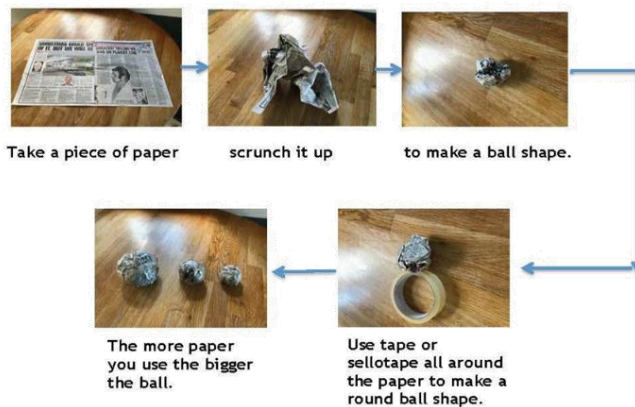 Take a piece of paper
scrunch it up
to make a ball shape.
Use tape or
sellotape all around
the paper to make a
round ball shape.
The more paper
you use the bigger
the ball.